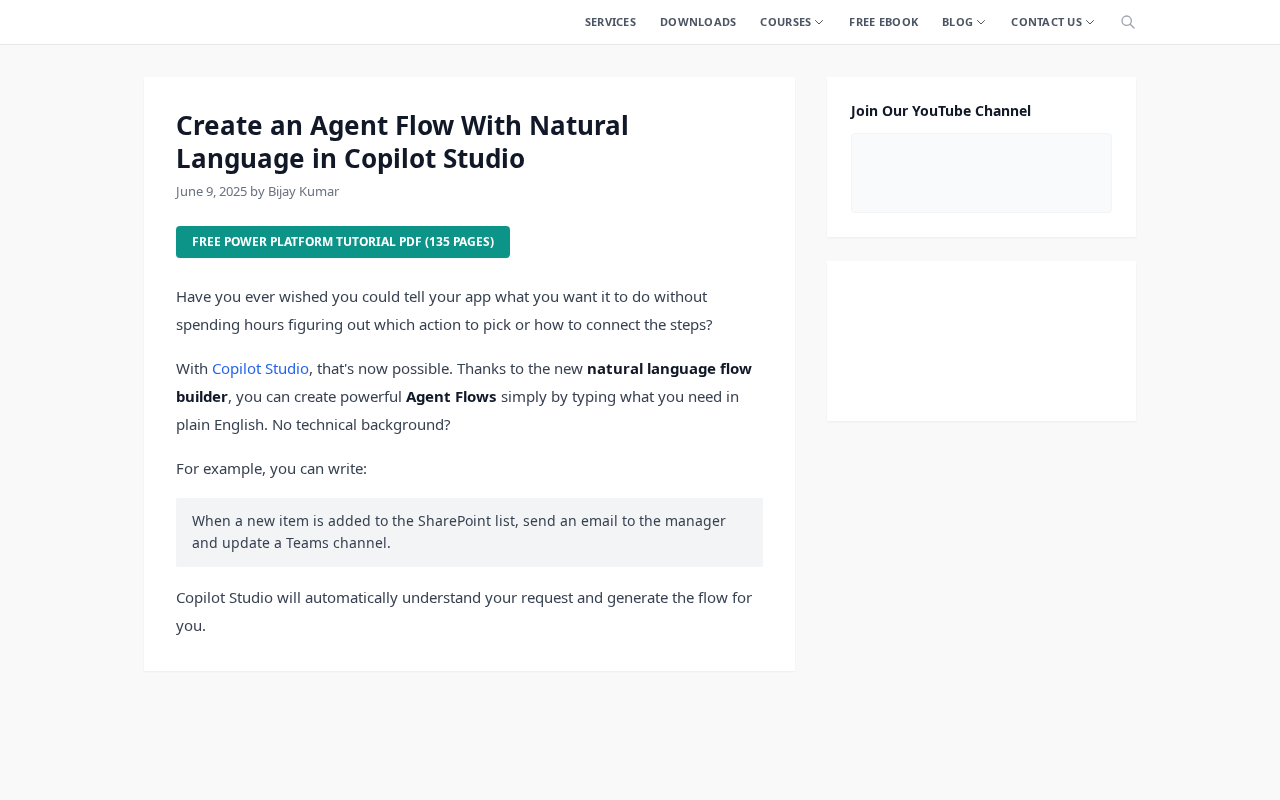 SERVICES DOWNLOADS COURSES FREE EBOOK BLOG CONTACT US
Create an Agent Flow With Natural
Language in Copilot Studio
June 9, 2025 by Bijay Kumar
FREE POWER PLATFORM TUTORIAL PDF (135 PAGES)
Have you ever wished you could tell your app what you want it to do without
spending hours figuring out which action to pick or how to connect the steps?
With Copilot Studio, that's now possible. Thanks to the new natural language flow
builder, you can create powerful Agent Flows simply by typing what you need in
plain English. No technical background?
For example, you can write:
When a new item is added to the SharePoint list, send an email to the manager
and update a Teams channel.
Copilot Studio will automatically understand your request and generate the flow for
you.
Join Our YouTube Channel